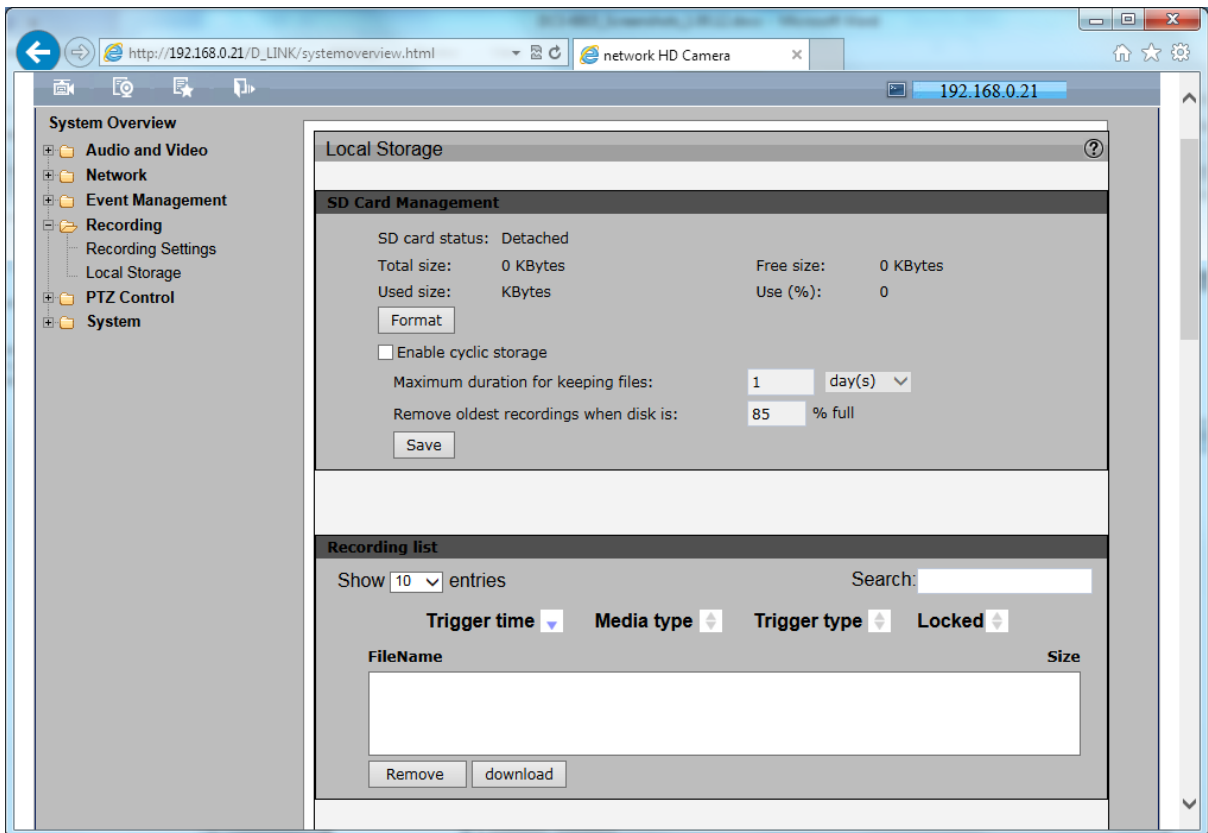 http://192.168.0.21/D_LINK/systemoverview.html
network HD Camera
192.168.0.21
System Overview
Audio and Video
Network
Event Management
Recording
Recording Settings
Local Storage
PTZ Control
System
Local Storage
SD Card Management
SD card status: Detached
Total size: 0 KBytes Free size: 0 KBytes
Used size: KBytes Use (%): 0
Format
Enable cyclic storage
Maximum duration for keeping files: 1 day(s)
Remove oldest recordings when disk is: 85 % full
Save
Recording list
Show 10 entries Search:
Trigger time Media type Trigger type Locked
FileName Size
Remove download